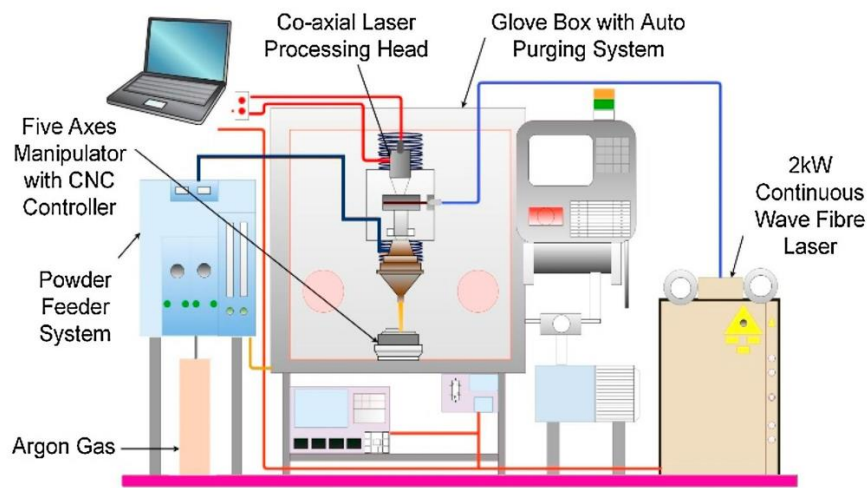 Co-axial Laser
Processing Head
Glove Box with Auto
Purging System
Five Axes
Manipulator
with CNC
Controller
2kW
Continuous
Wave Fibre
Laser
Powder
Feeder
System
Argon Gas